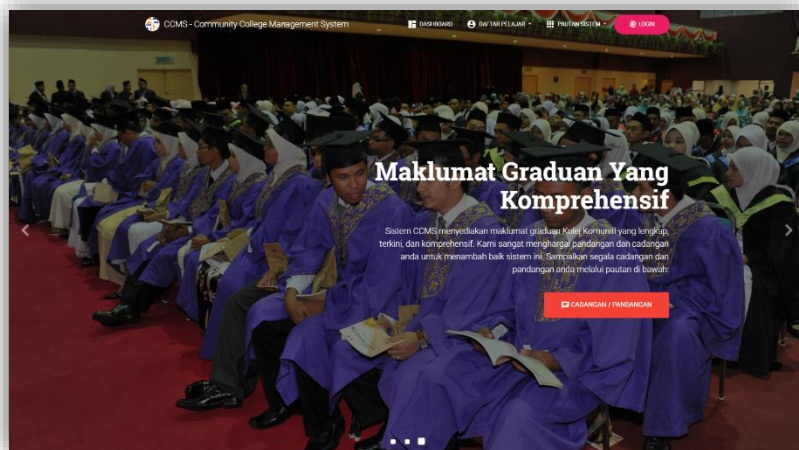 CCMS - Community College Management System
DASHBOARD
DAFTAR PELAJAR
PAUTAN SISTEM
LOGIN
Maklumat Graduan Yang
Komprehensif
Sistem CCMS menyediakan maklumat graduan Kolej Komuniti yang lengkap,
terkini, dan komprehensif. Kami sangat menghargai pandangan dan cadangan
anda untuk menambah baik sistem ini. Sampaikan segala cadangan dan
pandangan anda melalui pautan di bawah:
CADANGAN / PANDANGAN